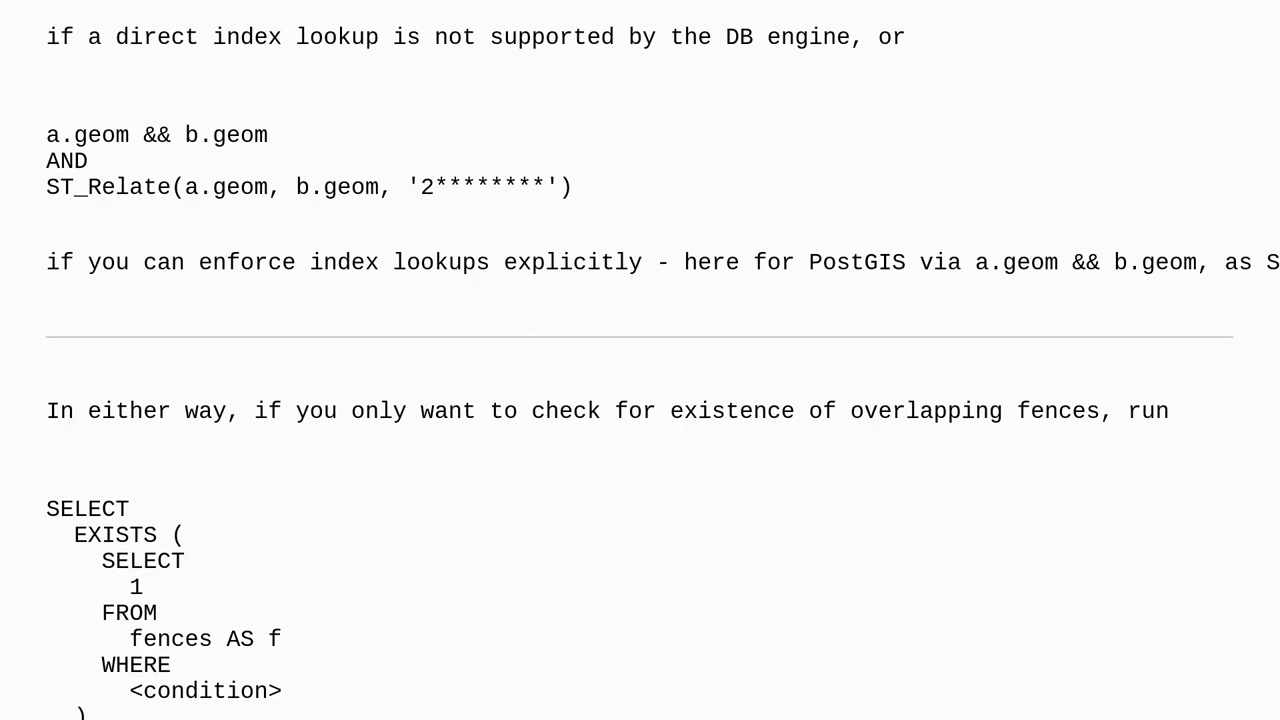 if a direct index lookup is not supported by the DB engine, or
a.geom && b.geom
AND
ST_Relate(a.geom, b.geom, '2********')
if you can enforce index lookups explicitly - here for PostGIS via a.geom && b.geom, as
In either way, if you only want to check for existence of overlapping fences, run
SELECT
  EXISTS (
    SELECT
      1
    FROM
      fences AS f
    WHERE
      <condition>
  )